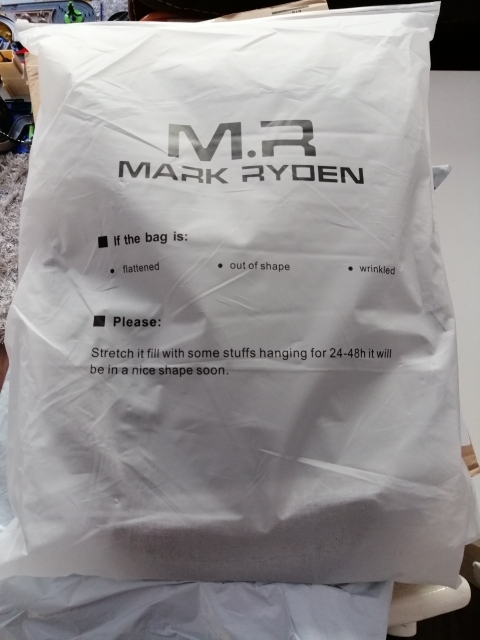 M.R
MARK RYDEN
■ If the bag is:
• flattened • out of shape • wrinkled
■ Please:
Stretch it fill with some stuffs hanging for 24-48h it will
be in a nice shape soon.